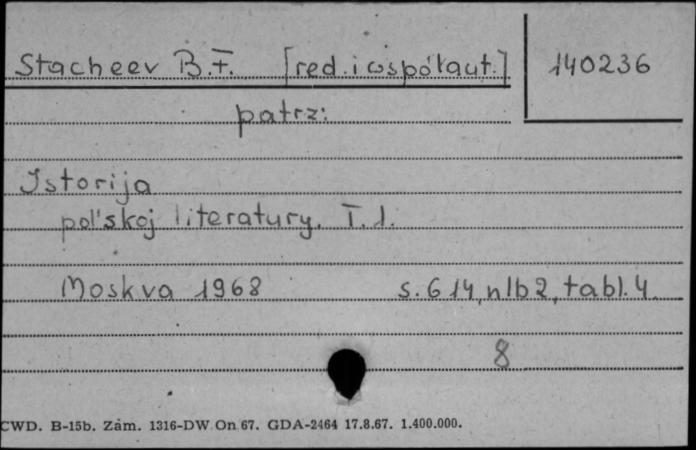 Stacheev B.F. [red. i współaut.]
140236
patrz:
Istorija
pol'skoj literatury. T.1.
Moskva 1968 s. 614, nlb 2, tabl. 4.
8
CWD. B-15b. Zam. 1316-DW On 67. GDA-2464 17.8.67. 1.400.000.